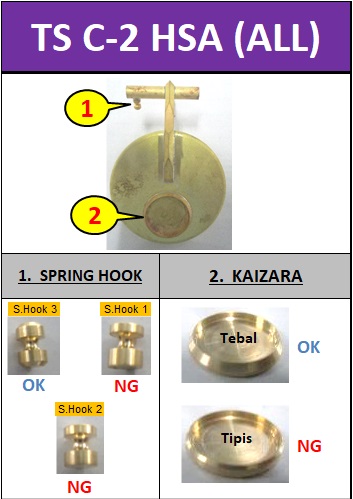 TS C-2 HSA (ALL)
1
2
1. SPRING HOOK
2. KAIZARA
S.Hook 3
S.Hook 1
OK
NG
S.Hook 2
NG
Tebal
OK
Tipis
NG